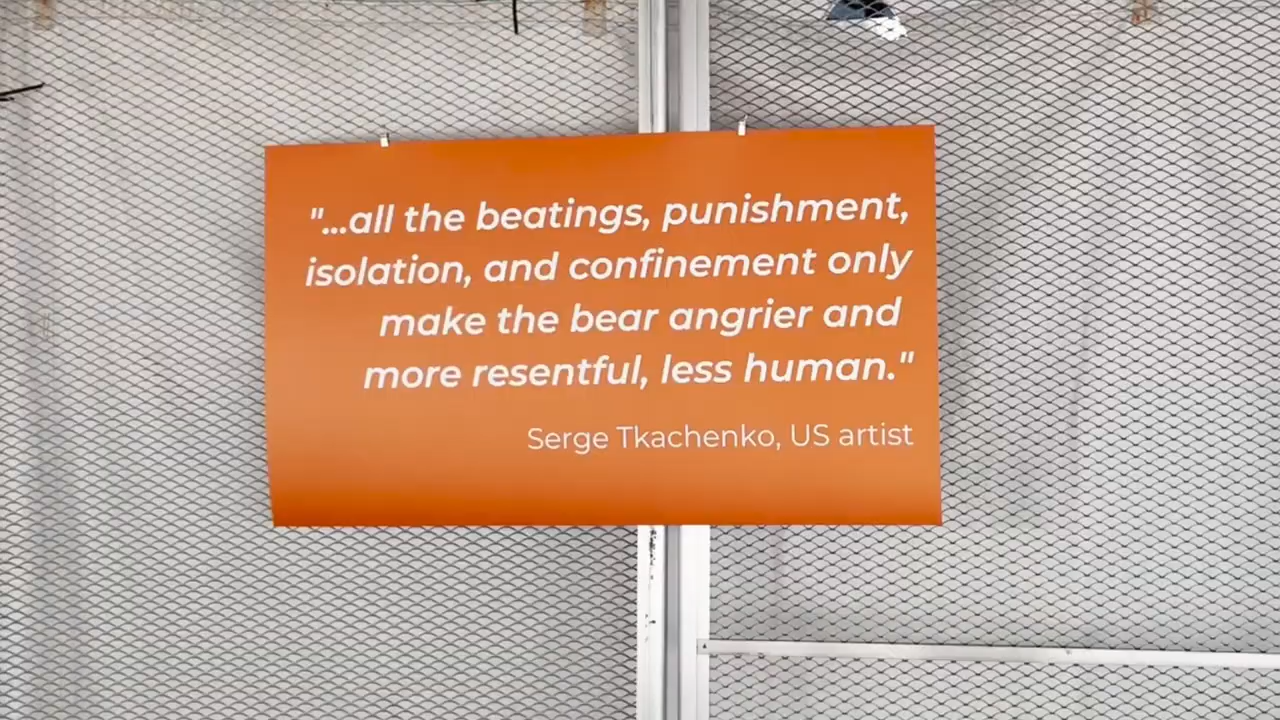 "...all the beatings, punishment,
isolation, and confinement only
make the bear angrier and
more resentful, less human."
Serge Tkachenko, US artist